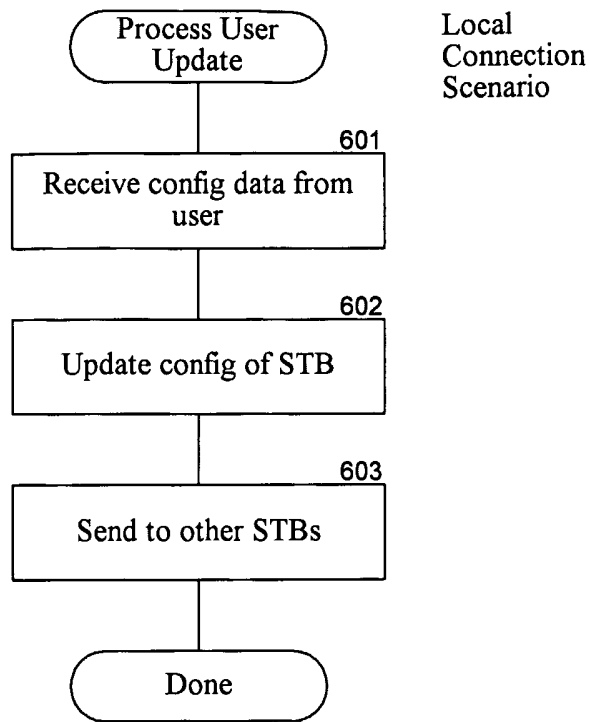 Process User
Update
Local
Connection
Scenario
601
Receive config data from
user
602
Update config of STB
603
Send to other STBs
Done